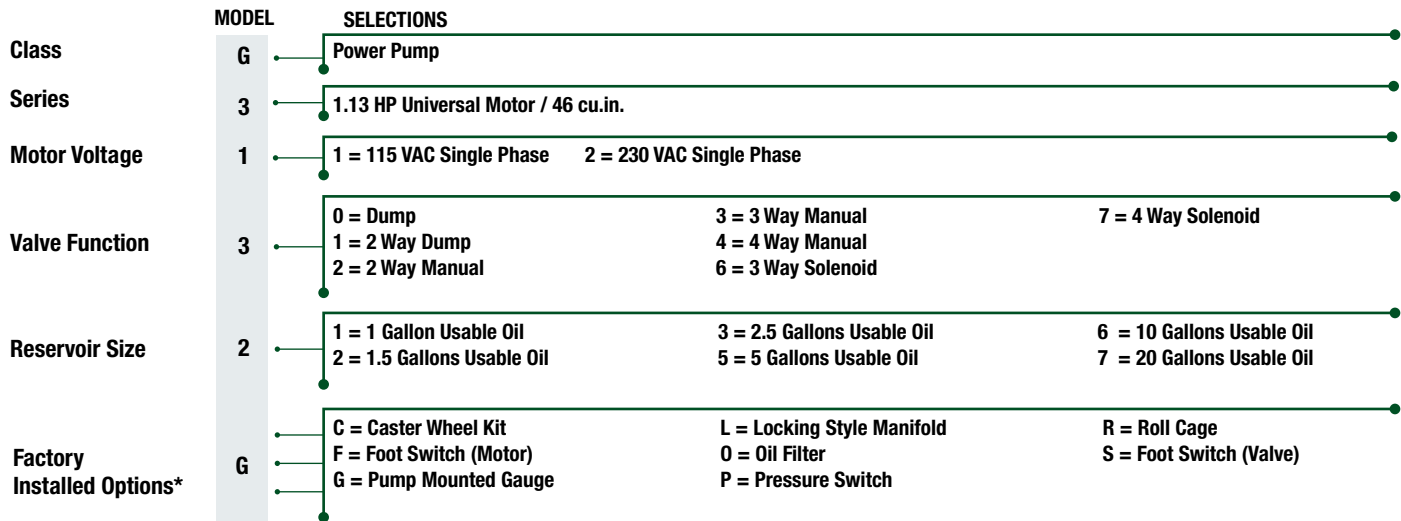 MODEL SELECTIONS
Class G Power Pump
Series 3 1.13 HP Universal Motor / 46 cu.in.
Motor Voltage 1 1 = 115 VAC Single Phase 2 = 230 VAC Single Phase
0 = Dump 3 = 3 Way Manual 7 = 4 Way Solenoid
Valve Function 3 1 = 2 Way Dump 4 = 4 Way Manual
2 = 2 Way Manual 6 = 3 Way Solenoid
1 = 1 Gallon Usable Oil 3 = 2.5 Gallons Usable Oil 6 = 10 Gallons Usable Oil
Reservoir Size 2 2 = 1.5 Gallons Usable Oil 5 = 5 Gallons Usable Oil 7 = 20 Gallons Usable Oil
C = Caster Wheel Kit L = Locking Style Manifold R = Roll Cage
Factory F = Foot Switch (Motor) O = Oil Filter S = Foot Switch (Valve)
Installed Options* G G = Pump Mounted Gauge P = Pressure Switch